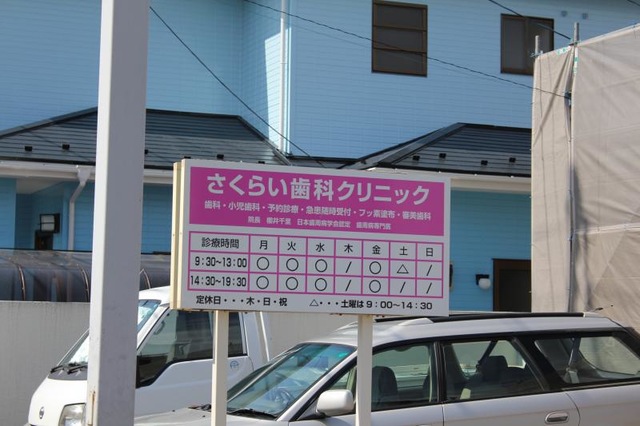 さくらい歯科クリニック
歯科・小児歯科・予約診療・急患随時受付・フッ素塗布・審美歯科
院長 櫻井千里 日本歯周病学会認定 歯周病専門医
診療時間 月 火 水 木 金 土 日
9:30~13:00 ○ ○ ○ / ○ △ /
14:30~19:30 ○ ○ ○ / ○ / /
定休日・・・木・日・祝 △・・・土曜は9:00~14:30